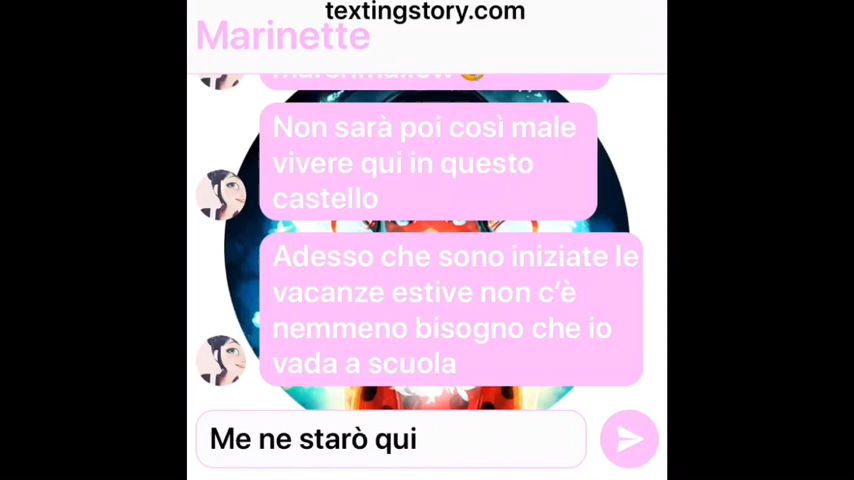 textingstory.com
Marinette
marshmallow
Non sarà poi così male
vivere qui in questo
castello
Adesso che sono iniziate le
vacanze estive non c’è
nemmeno bisogno che io
vada a scuola
Me ne starò qui